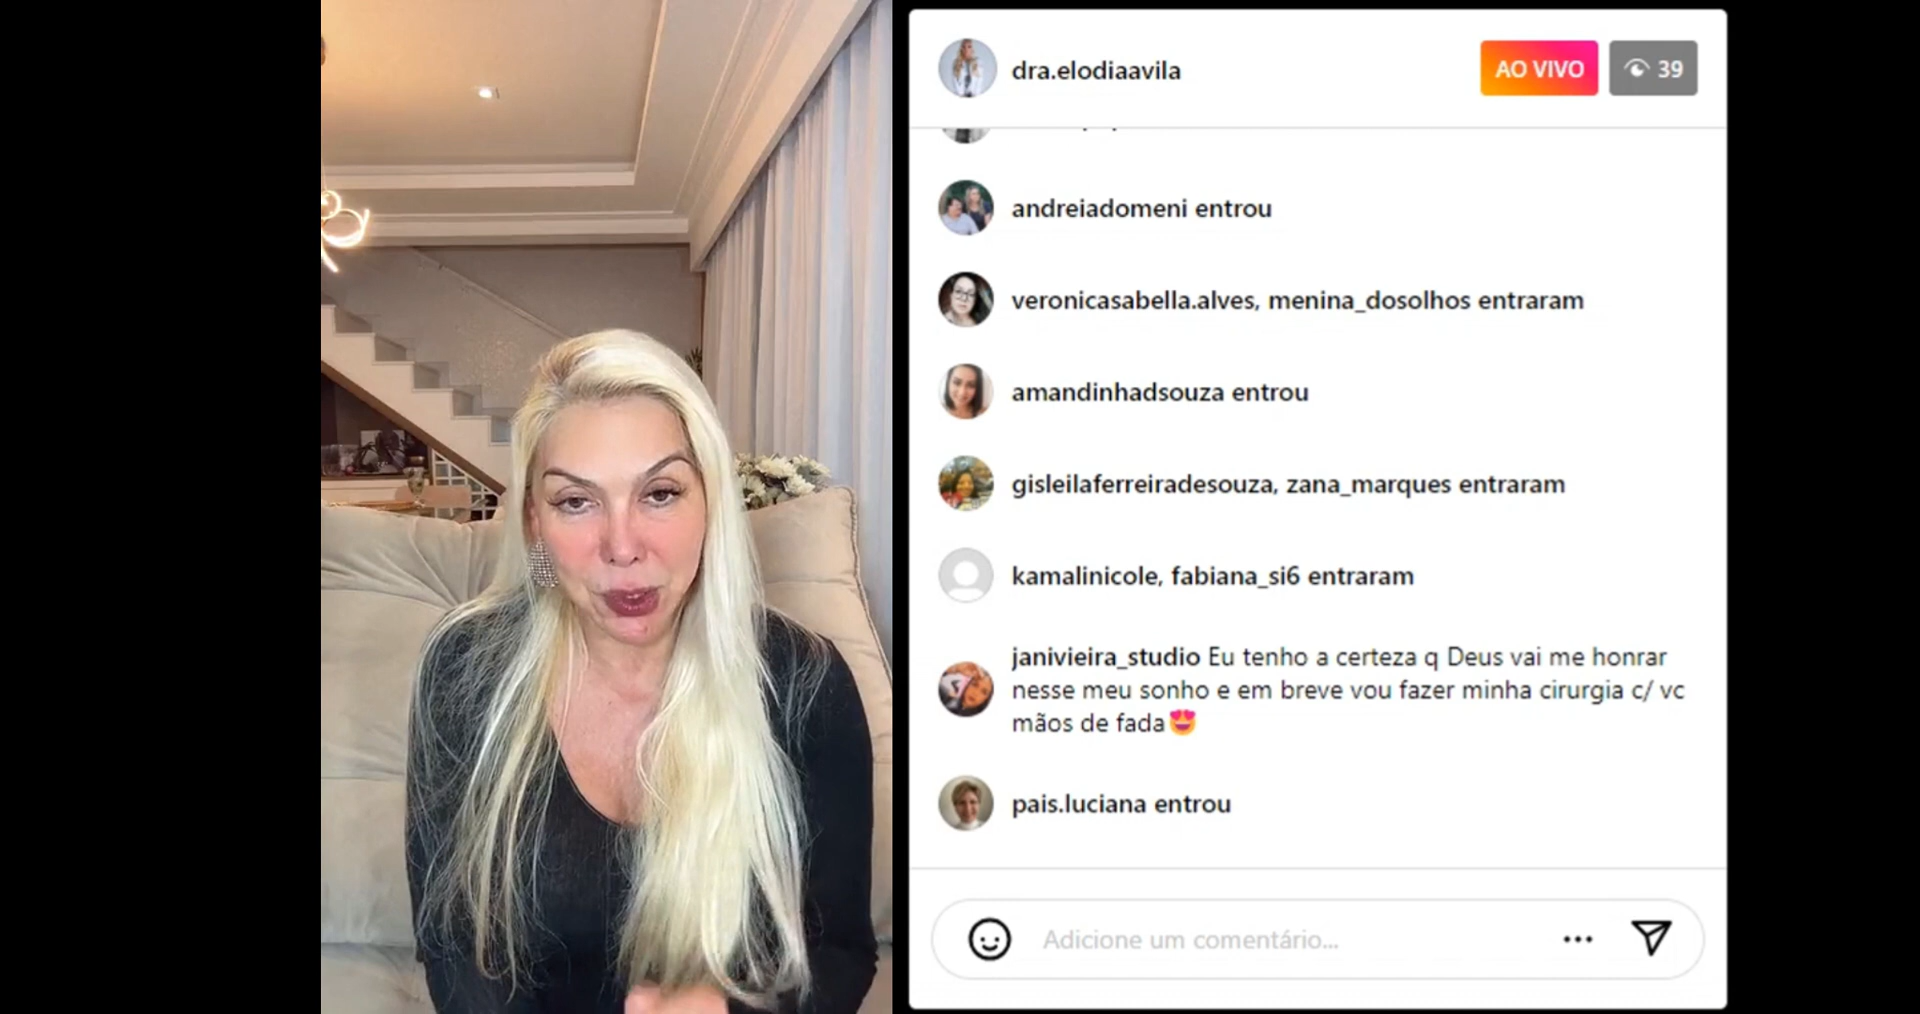 dra.elodiaavila
AO VIVO
39
andreiadomeni entrou
veronicasabella.alves, menina_dosolhos entraram
amandinhadsouza entrou
gisleilaferreiradesouza, zana_marques entraram
kamalinicole, fabiana_si6 entraram
janivieira_studio Eu tenho a certeza q Deus vai me honrar
nesse meu sonho e em breve vou fazer minha cirurgia c/ vc
mãos de fada😍
pais.luciana entrou
Adicione um comentário...